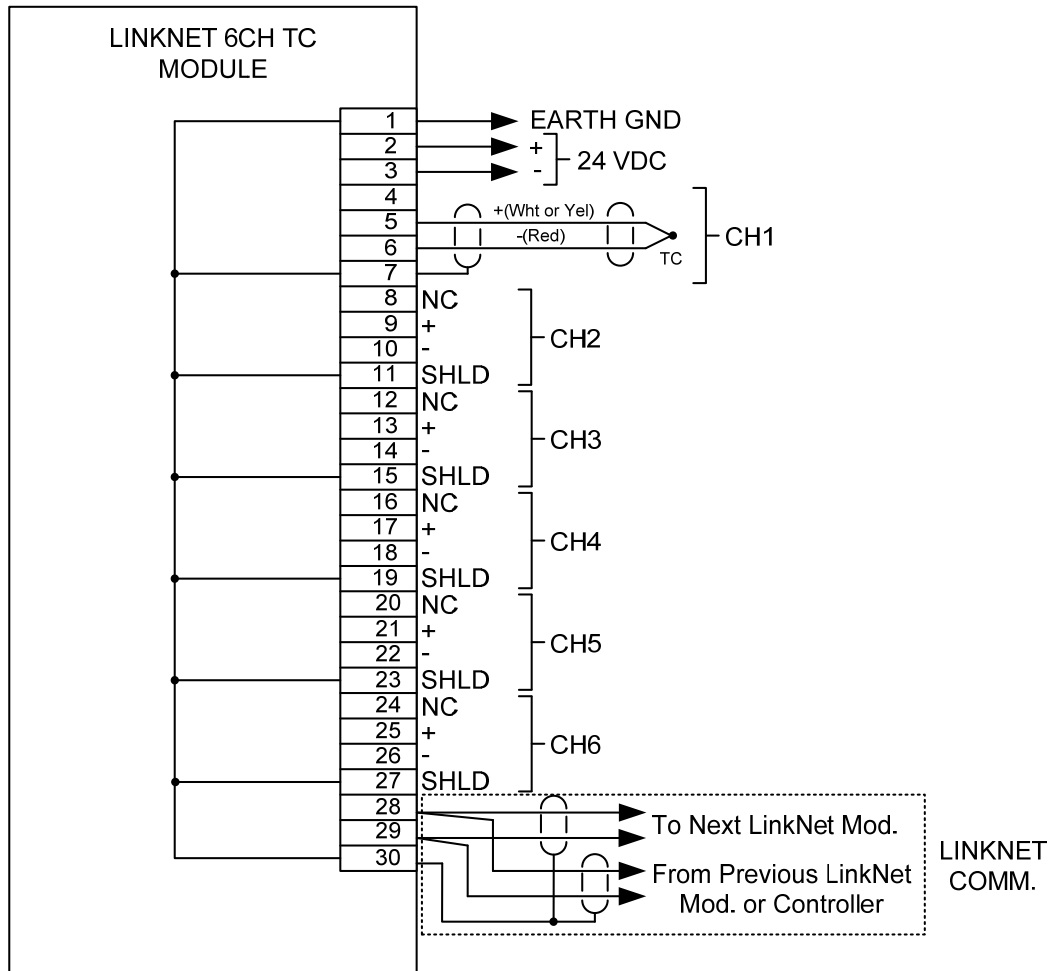 LINKNET 6CH TC
MODULE
1 EARTH GND
2 +
24 VDC
3 -
4
5 +(Wht or Yel)
6 -(Red)
TC
CH1
7
8 NC
9 +
CH2
10 -
11 SHLD
12 NC
13 +
CH3
14 -
15 SHLD
16 NC
17 +
CH4
18 -
19 SHLD
20 NC
21 +
CH5
22 -
23 SHLD
24 NC
25 +
CH6
26 -
27 SHLD
28
To Next LinkNet Mod.
29
30
From Previous LinkNet
Mod. or Controller
LINKNET
COMM.